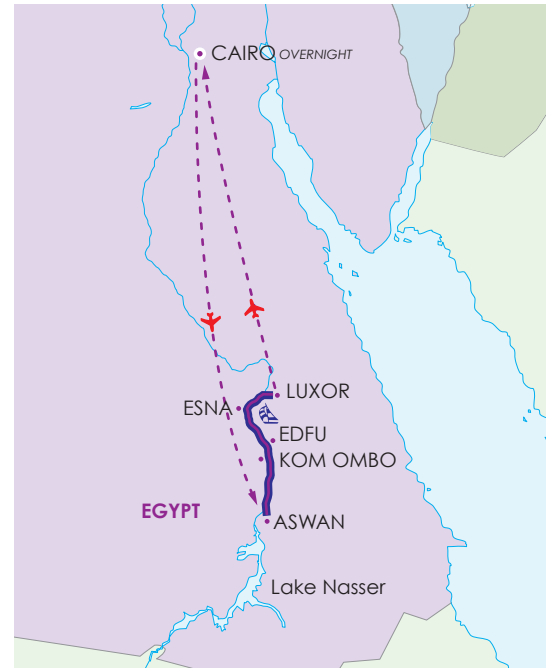 CAIRO OVERNIGHT
LUXOR
ESNA
EDFU
KOM OMBO
EGYPT
ASWAN
Lake Nasser